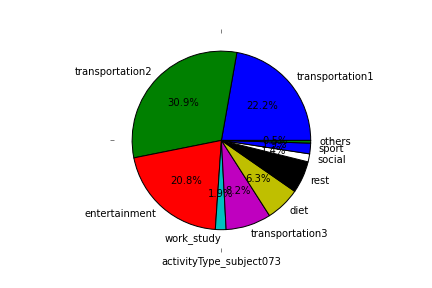 transportation2
transportation1
30.9%
22.2%
others
sport
social
rest
20.8%
6.3%
8.2%
1.9%
diet
entertainment
transportation3
work_study
activityType_subject073